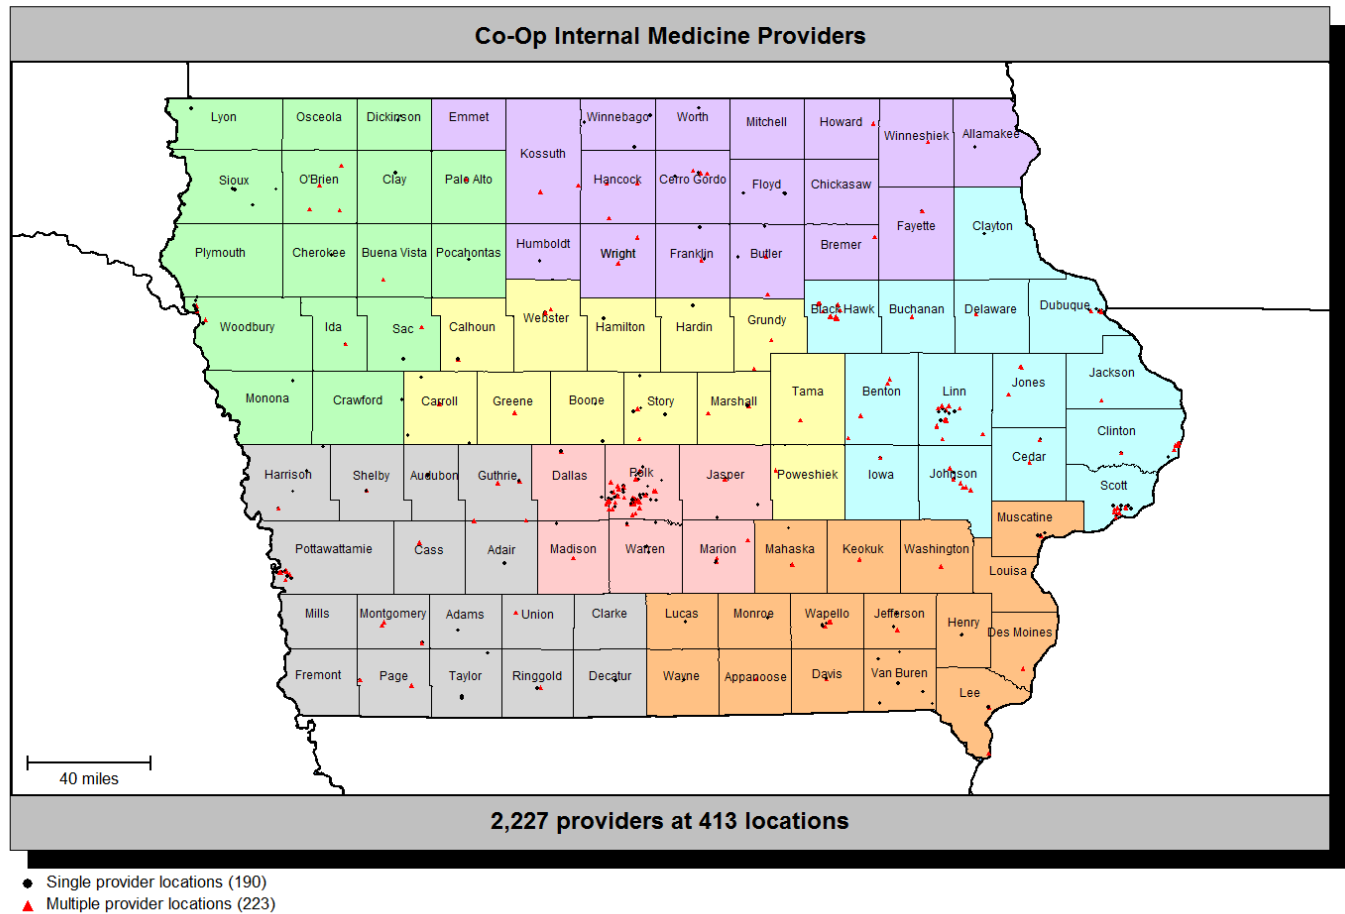 Co-Op Internal Medicine Providers
Lyon Osceola Dickinson Emmet Winnebago Worth Mitchell Howard Winneshiek Allamakee
Kossuth
Sioux O'Brien Clay Palo Alto Hancock Cerro Gordo Floyd Chickasaw
Fayette Clayton
Plymouth Cherokee Buena Vista Pocahontas Humboldt Wright Franklin Butler Bremer
Woodbury Ida Sac Calhoun Webster Hamilton Hardin Grundy Black Hawk Buchanan Delaware Dubuque
Monona Crawford Carroll Greene Boone Story Marshall Tama Benton Linn Jones Jackson
Clinton
Harrison Shelby Audubon Guthrie Dallas Polk Jasper Poweshiek Iowa Johnson Cedar Scott
Muscatine
Pottawattamie Cass Adair Madison Warren Marion Mahaska Keokuk Washington
Louisa
Mills Montgomery Adams Union Clarke Lucas Monroe Wapello Jefferson Henry Des Moines
Fremont Page Taylor Ringgold Decatur Wayne Appanoose Davis Van Buren
Lee
40 miles
2,227 providers at 413 locations
Single provider locations (190)
Multiple provider locations (223)